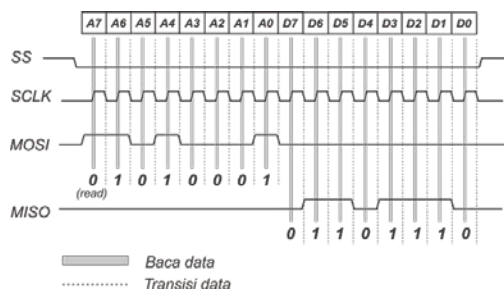 A7 A6 A5 A4 A3 A2 A1 A0 D7 D6 D5 D4 D3 D2 D1 D0
SS
SCLK
MOSI
0 1 0 1 0 0 0 1
(read)
MISO
0 1 1 0 1 1 1 0
Baca data
Transisi data